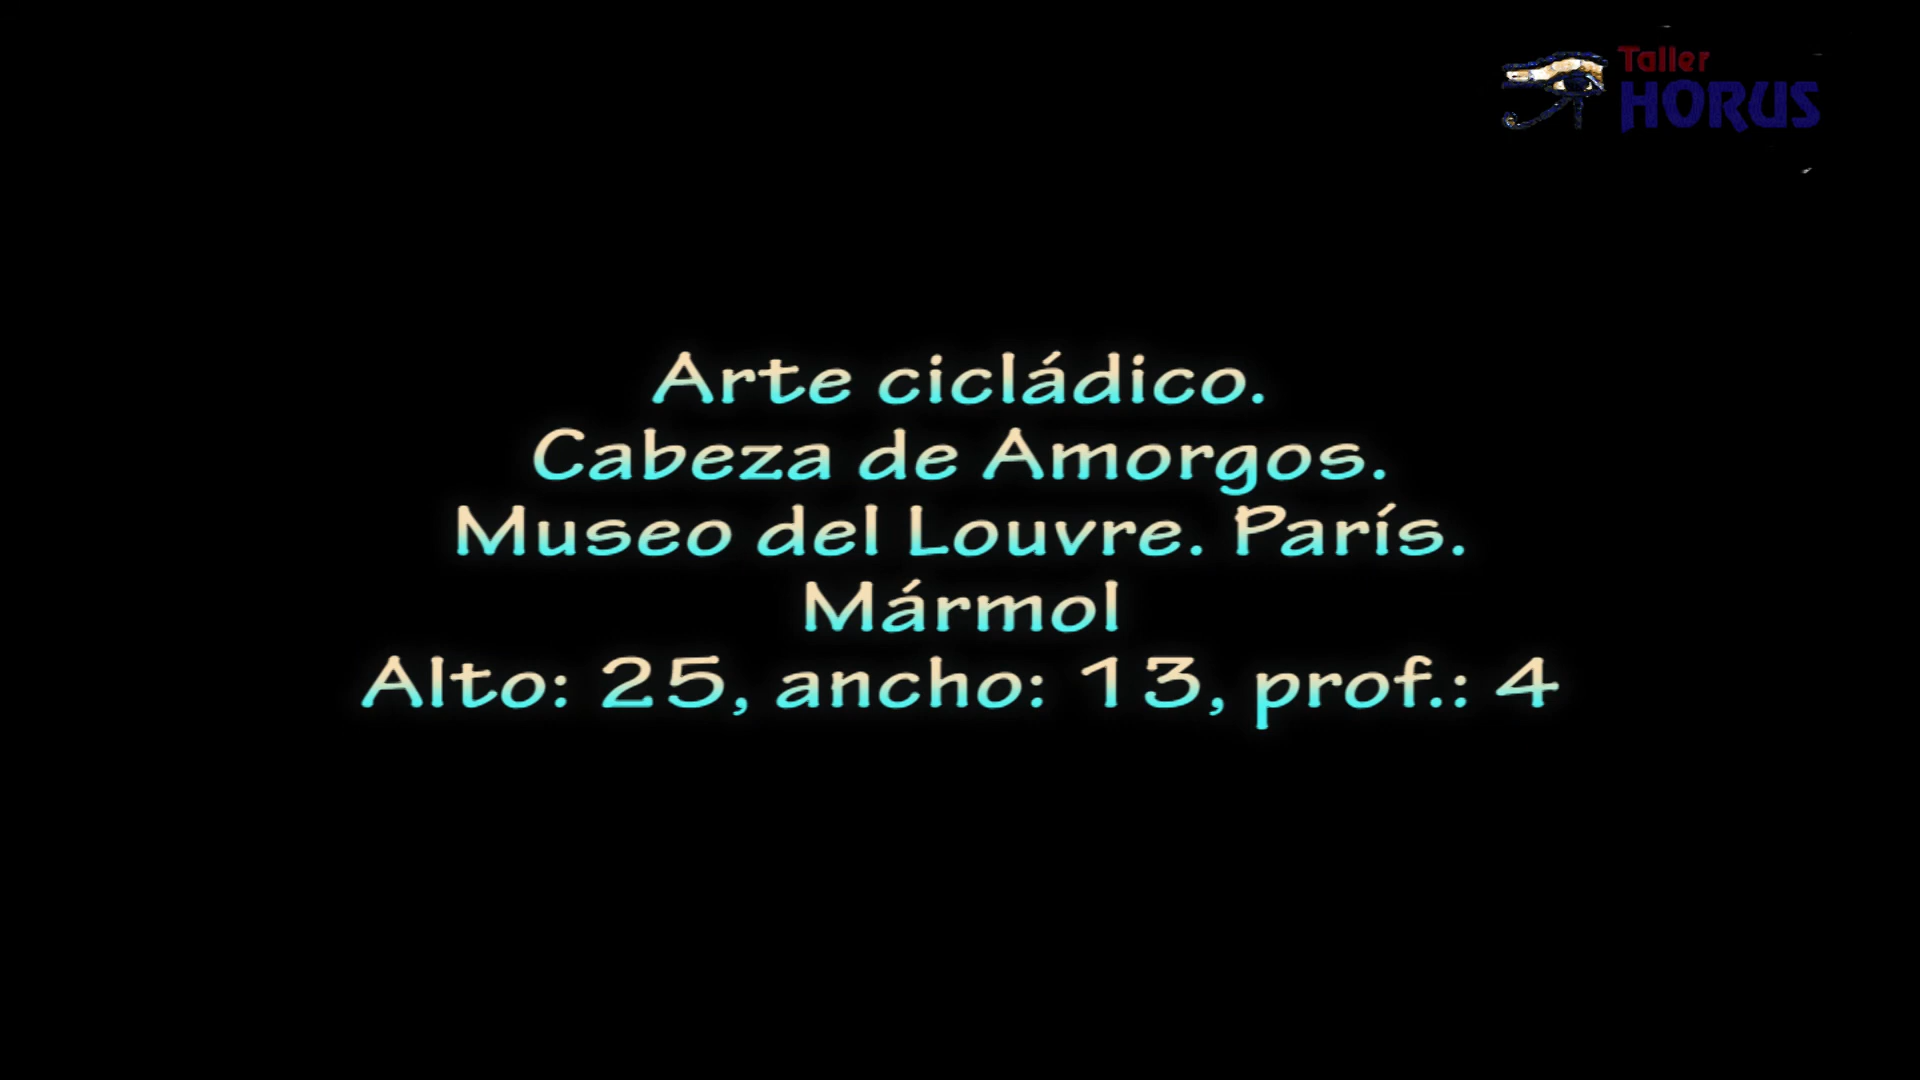 Taller
HORUS
Arte cicládico.
Cabeza de Amorgos.
Museo del Louvre. París.
Mármol
Alto: 25, ancho: 13, prof.: 4